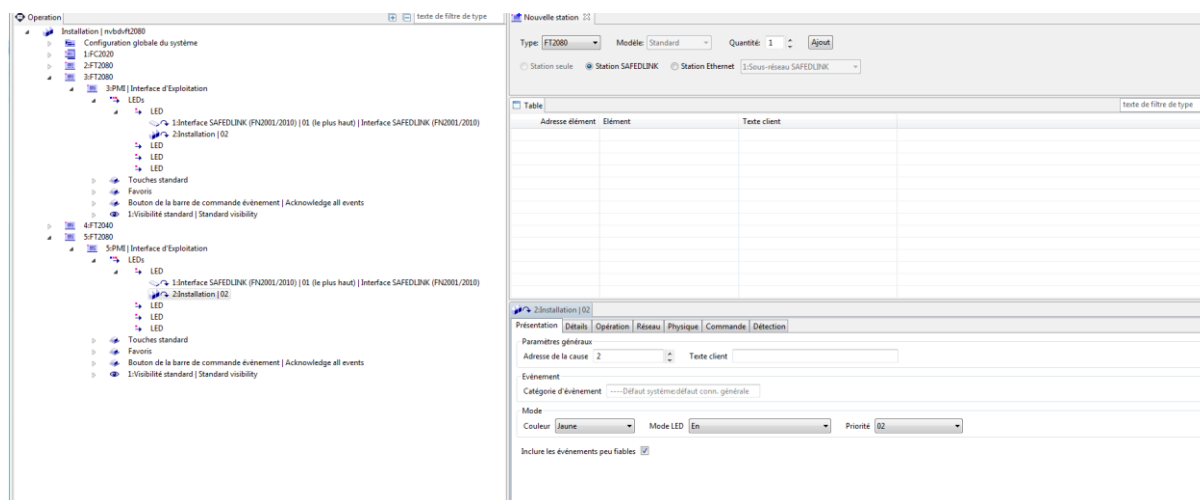 Operation
texte de filtre de type
Installation | nvbdvft2080
Configuration globale du système
1:FC2020
2:FT2080
3:FT2080
3:PMI | Interface d'Exploitation
LEDs
LED
1:Interface SAFEDLINK (FN2001/2010) | 01 (le plus haut) | Interface SAFEDLINK (FN2001/2010)
2:Installation | 02
LED
LED
LED
Touches standard
Favoris
Bouton de la barre de commande événement | Acknowledge all events
1:Visibilité standard | Standard visibility
4:FT2040
5:FT2080
5:PMI | Interface d'Exploitation
LEDs
LED
1:Interface SAFEDLINK (FN2001/2010) | 01 (le plus haut) | Interface SAFEDLINK (FN2001/2010)
2:Installation | 02
LED
LED
LED
Touches standard
Favoris
Bouton de la barre de commande événement | Acknowledge all events
1:Visibilité standard | Standard visibility
Nouvelle station
Type: FT2080 Modèle: Standard Quantité: 1 Ajout
Station seule Station SAFEDLINK Station Ethernet 1:Sous-réseau SAFEDLINK
Table texte de filtre de type
Adresse élément Elément Texte client
2:Installation | 02
Présentation Détails Opération Réseau Physique Commande Détection
Paramètres généraux
Adresse de la cause 2 Texte client
Evènement
Catégorie d'évènement ----Défaut système:défaut conn. générale
Mode
Couleur Jaune Mode LED En Priorité 02
Inclure les événements peu fiables